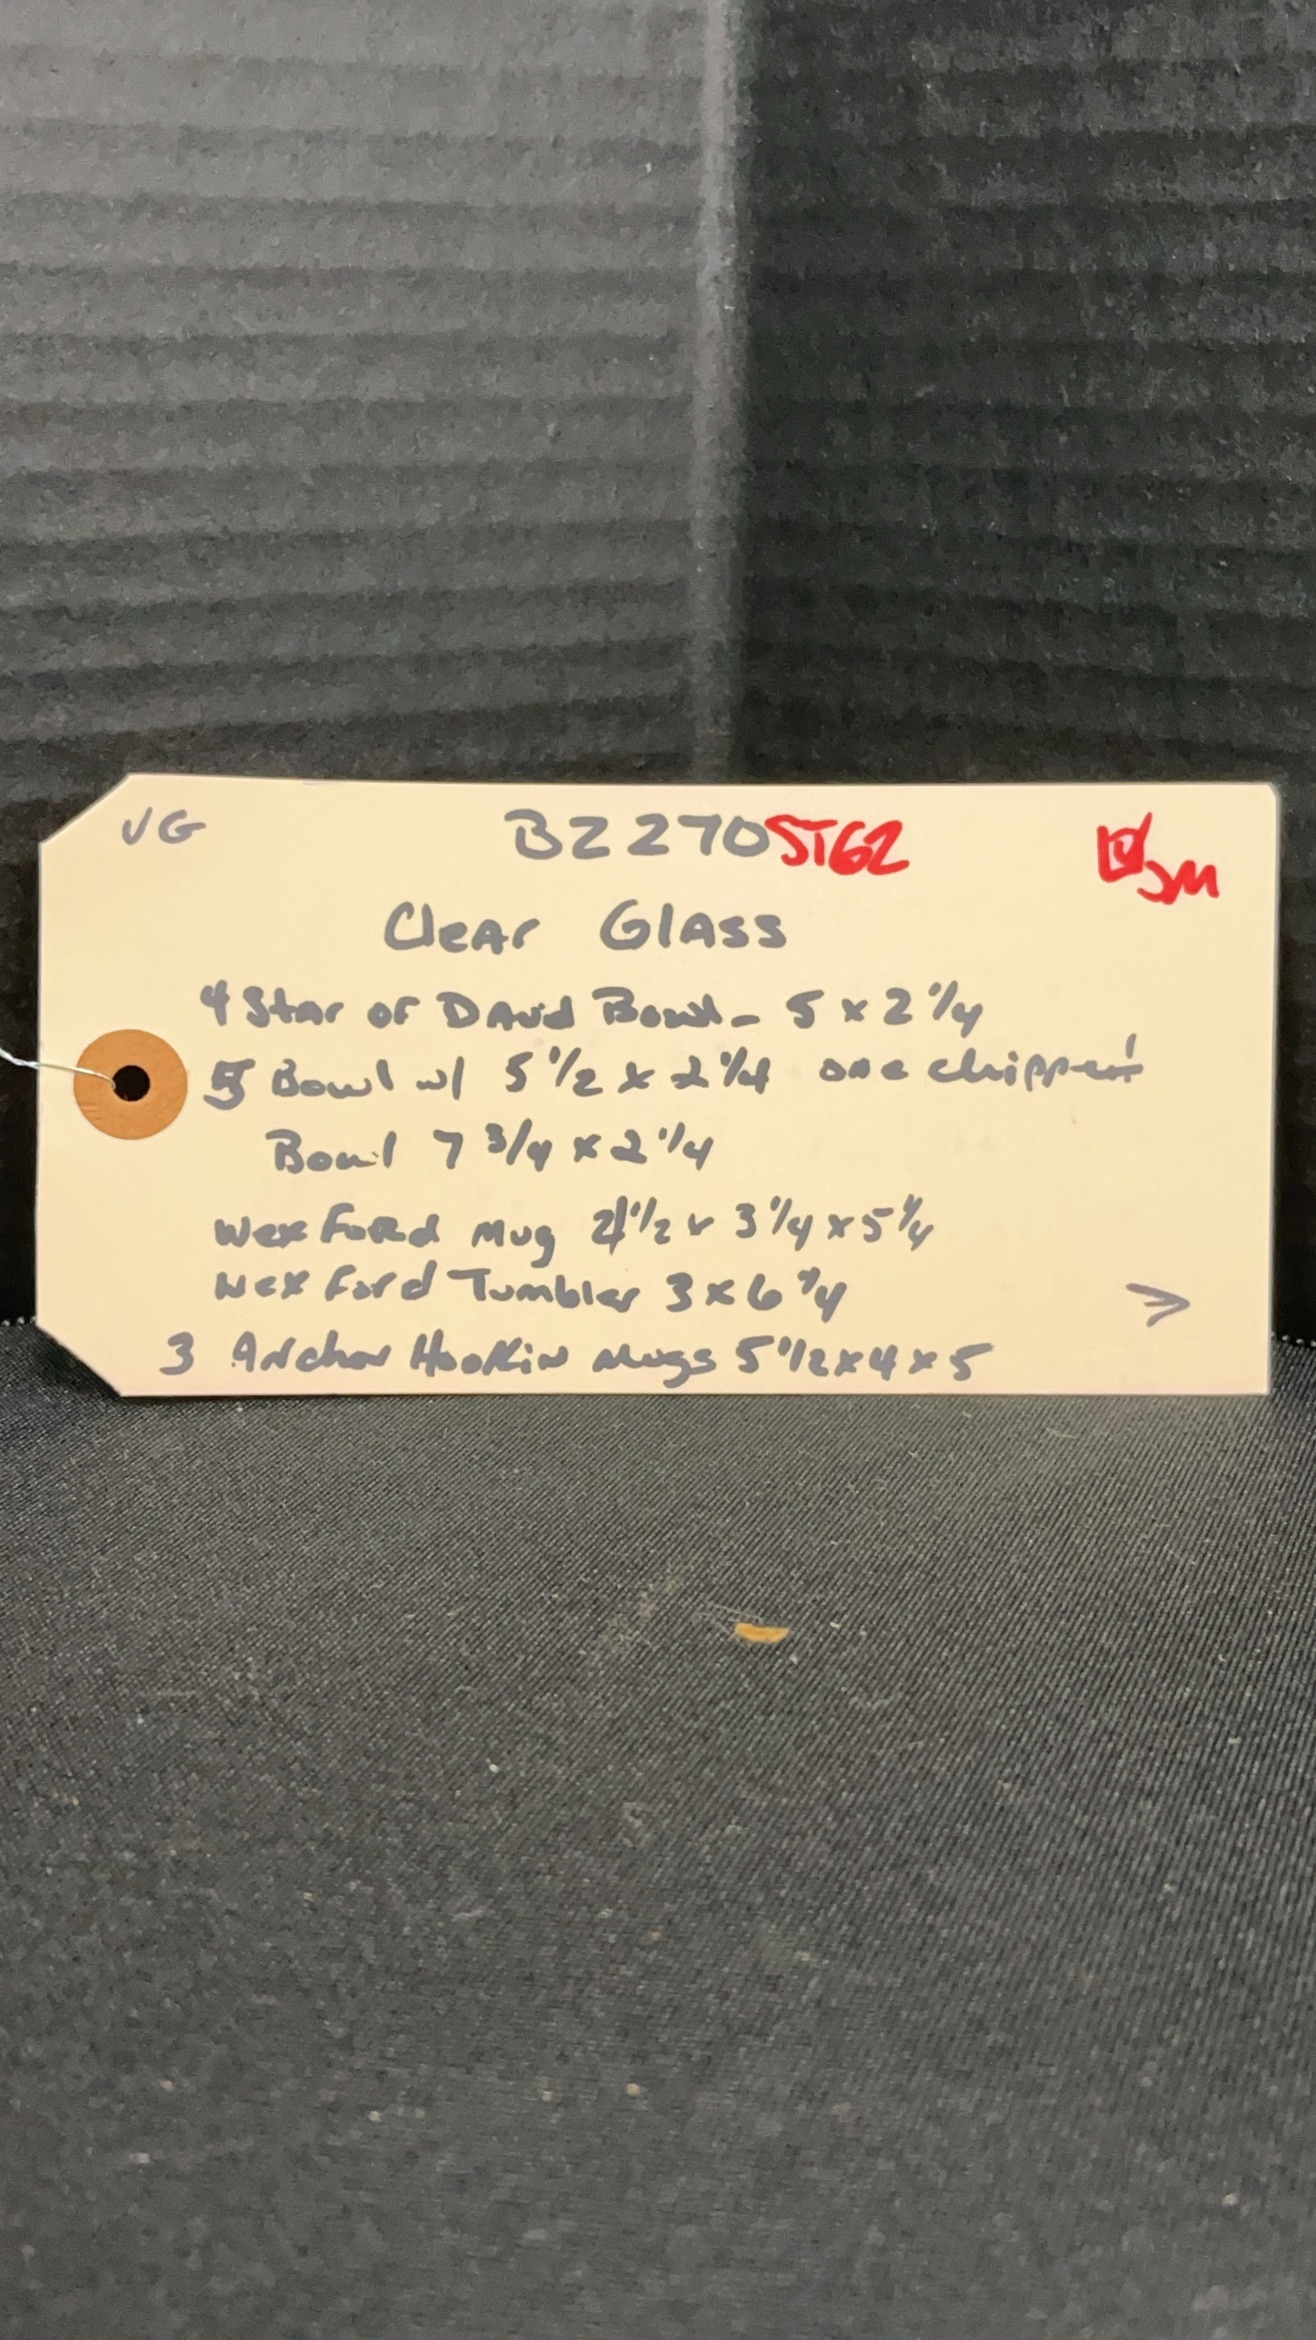 VG BZ270 ST62 JM
Clear Glass
4 Star of David Bowl - 5 x 2 1/4
5 Bowl w/ 5 1/2 x 2 1/4 one chipped
Bowl 7 3/4 x 2 1/4
Wexford Mug 2 1/2 x 3 1/4 x 5 1/4
Wexford Tumbler 3 x 6 1/4
3 Anchor Hookin Mugs 5 1/2 x 4 x 5